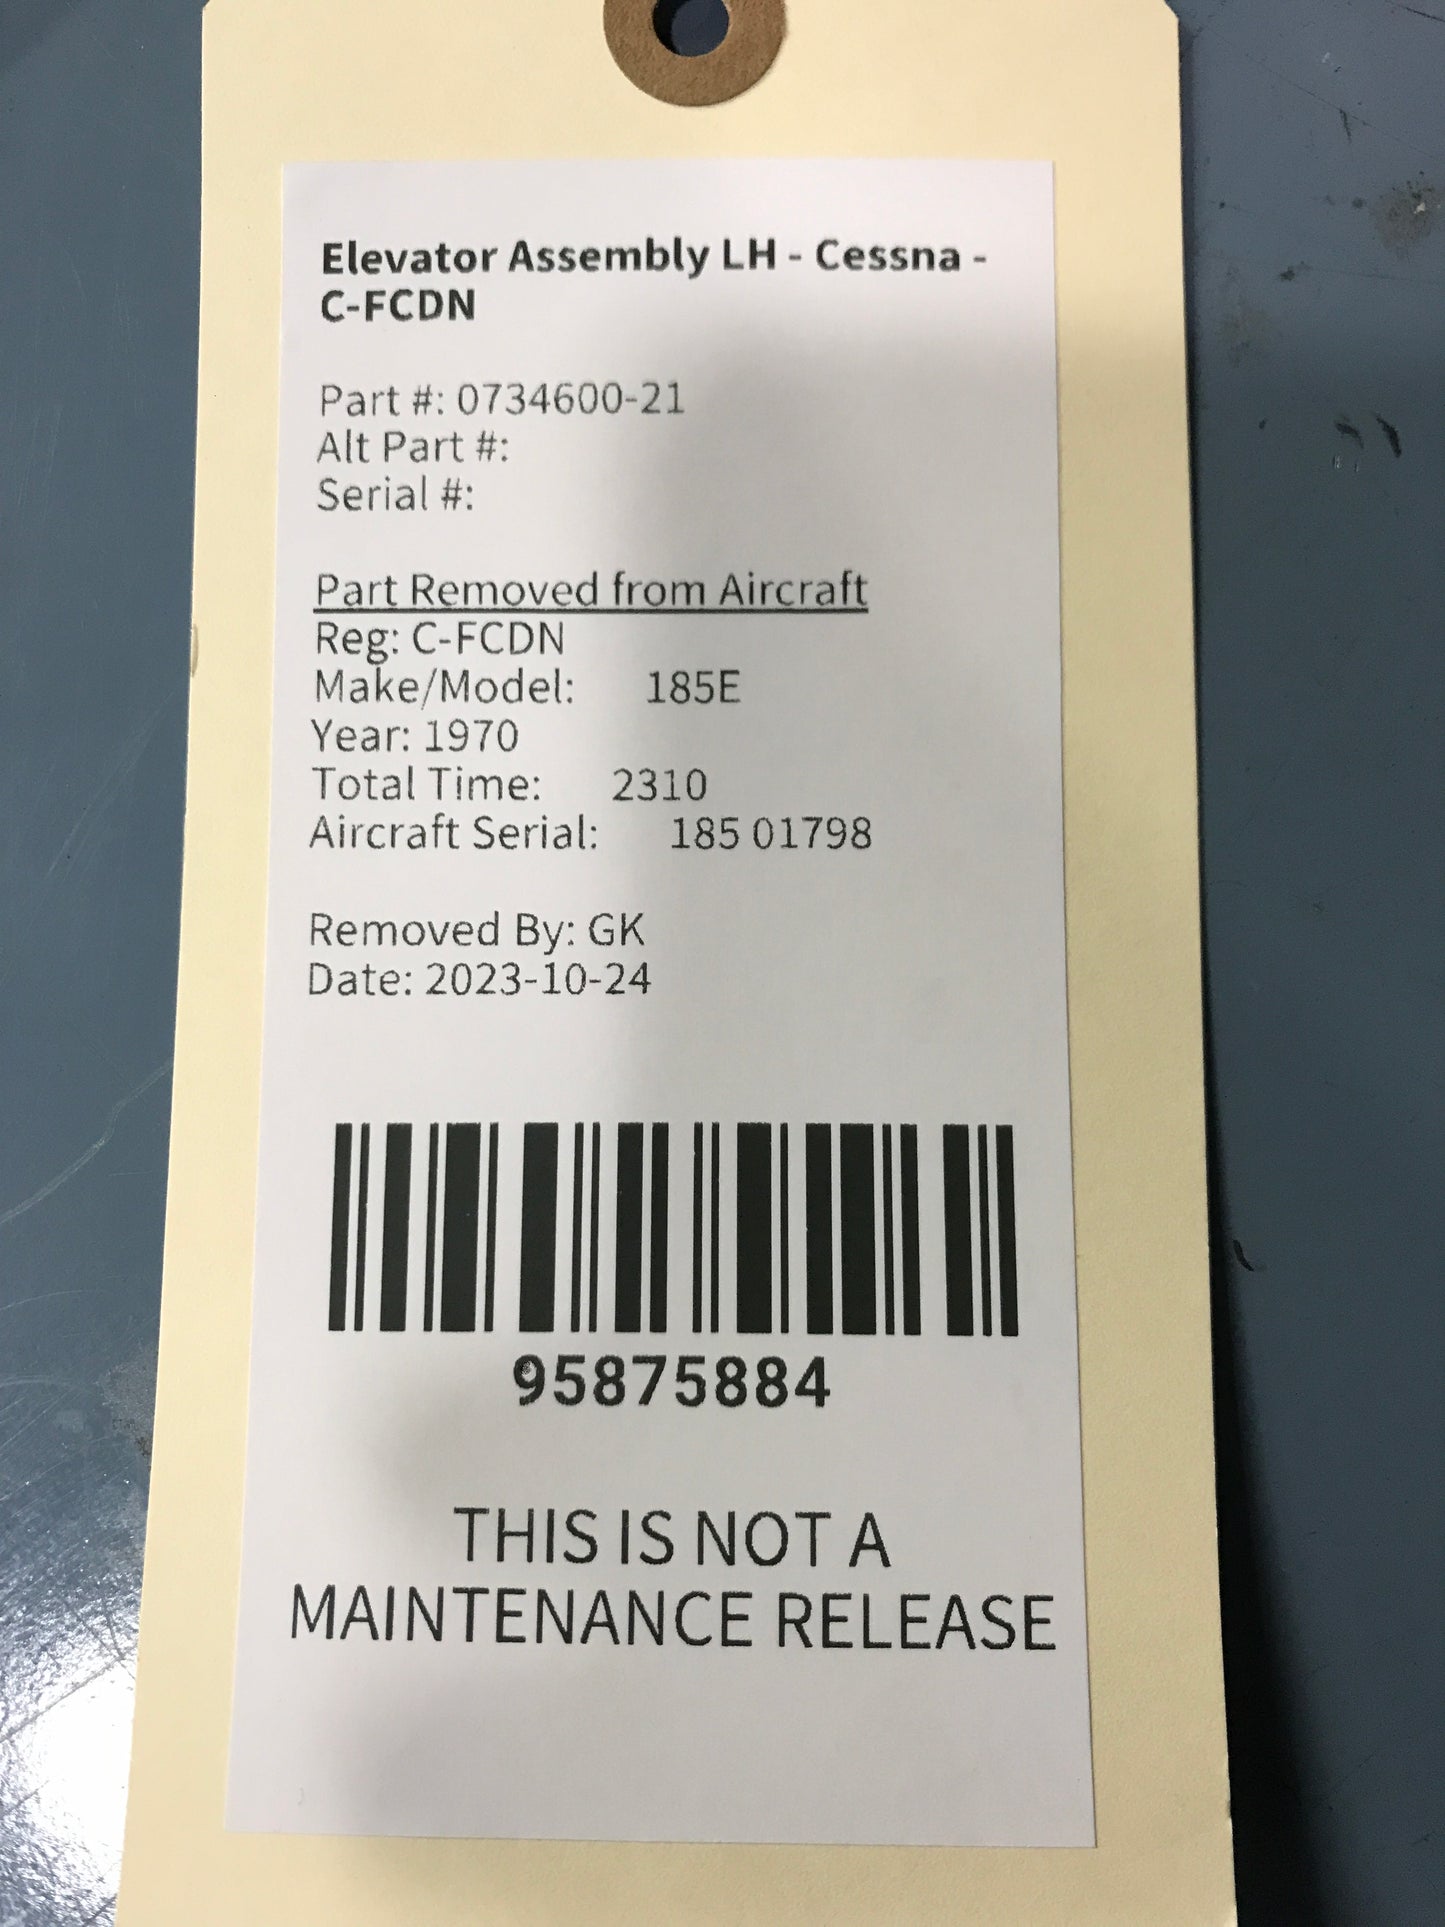 Elevator Assembly LH - Cessna -
C-FCDN
Part #: 0734600-21
Alt Part #:
Serial #:
Part Removed from Aircraft
Reg: C-FCDN
Make/Model: 185E
Year: 1970
Total Time: 2310
Aircraft Serial: 185 01798
Removed By: GK
Date: 2023-10-24
95875884
THIS IS NOT A
MAINTENANCE RELEASE